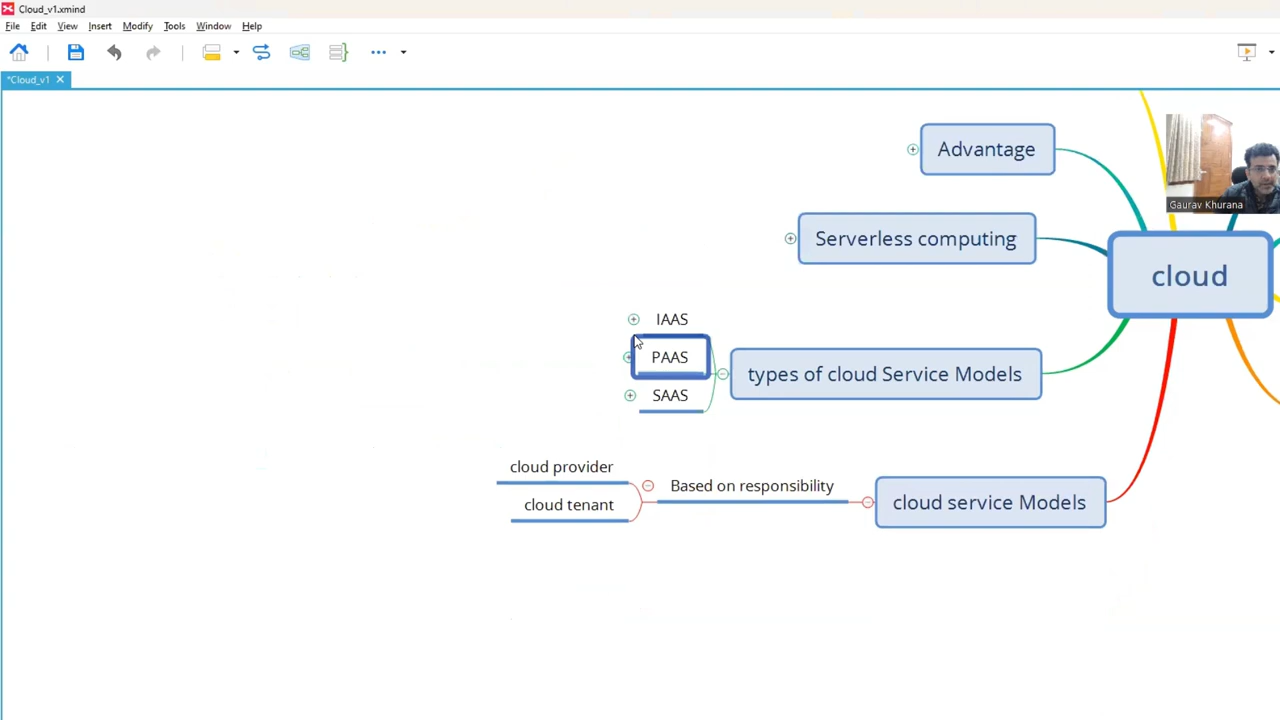 Cloud_v1.xmind
File Edit View Insert Modify Tools Window Help
*Cloud_v1
Advantage
Serverless computing
cloud
Gaurav Khurana
IAAS
PAAS
SAAS
types of cloud Service Models
cloud provider
cloud tenant
Based on responsibility
cloud service Models